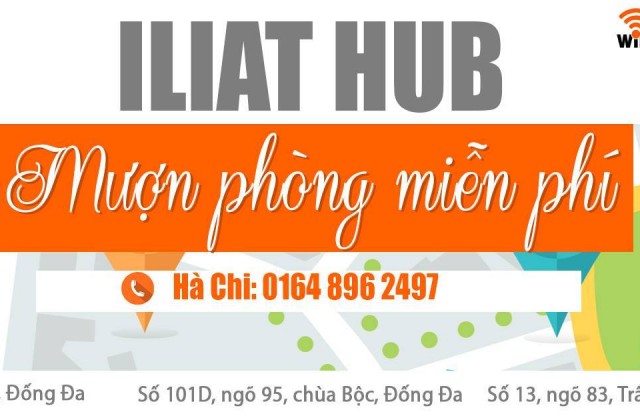 ILIAT HUB
Mượn phòng miễn phí
Hà Chi: 0164 896 2497
, Đống Đa Số 101D, ngõ 95, chùa Bộc, Đống Đa Số 13, ngõ 83,